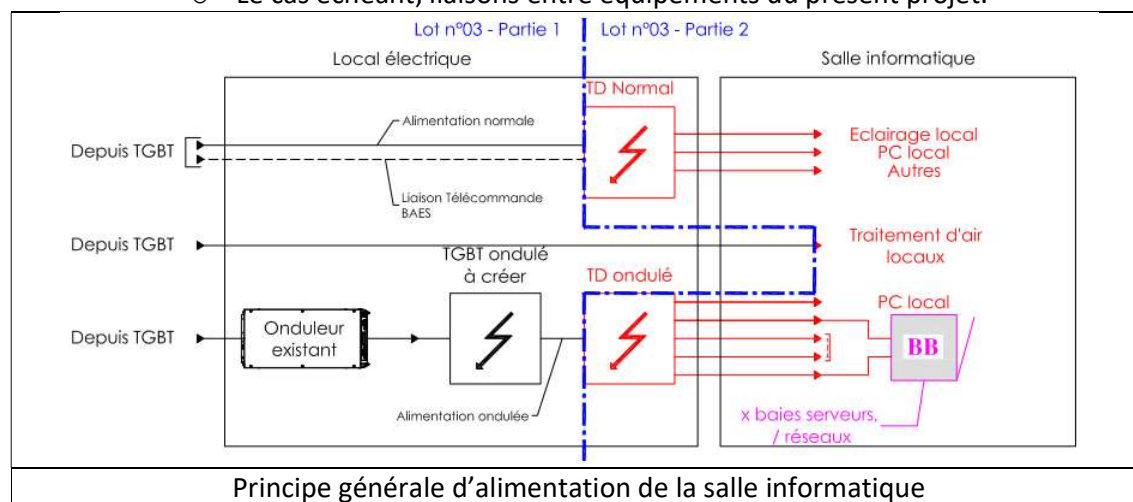 o Le cas échéant, liaisons entre équipements du présent projet.
Lot n°03 - Partie 1
Lot n°03 - Partie 2
Local électrique
Salle informatique
TD Normal
Alimentation normale
Depuis TGBT
Eclairage local
PC local
Autres
Liaison Télécommande
BAES
Depuis TGBT
Traitement d'air
locaux
TGBT ondulé
à créer
TD ondulé
PC local
Depuis TGBT
Onduleur
existant
BB
Alimentation ondulée
x baies serveurs,
/ réseaux
Principe générale d'alimentation de la salle informatique